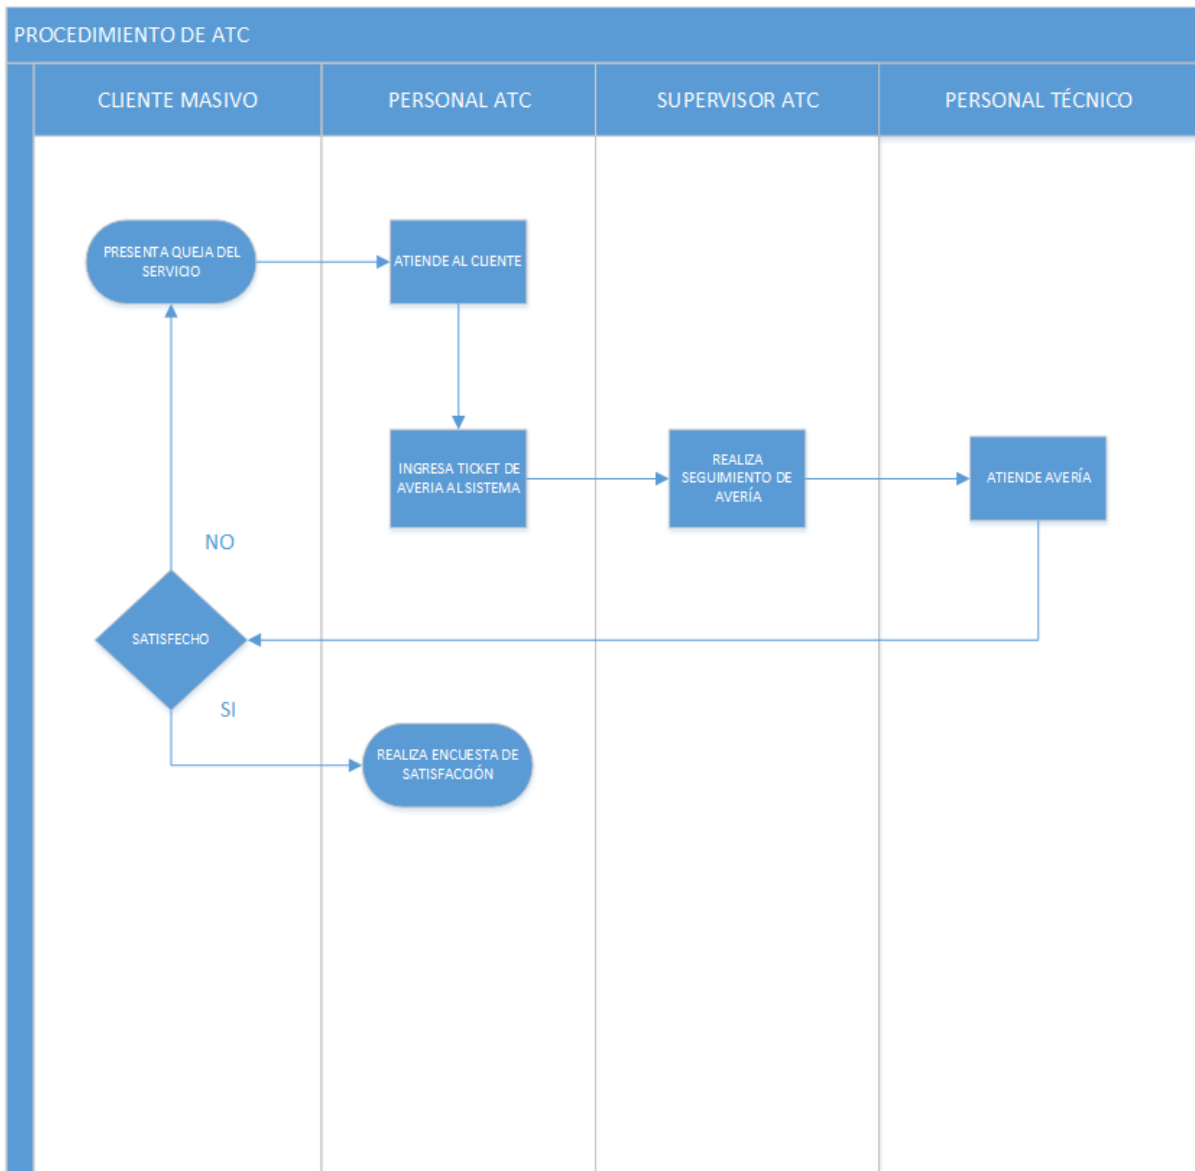 PROCEDIMIENTO DE ATC
CLIENTE MASIVO
PERSONAL ATC
SUPERVISOR ATC
PERSONAL TÉCNICO
PRESENTA QUEJA DEL
SERVICIO
ATIENDE AL CLIENTE
INGRESA TICKET DE
AVERIA AL SISTEMA
REALIZA
SEGUIMIENTO DE
AVERÍA
ATIENDE AVERÍA
NO
SATISFECHO
SI
REALIZA ENCUESTA DE
SATISFACCIÓN